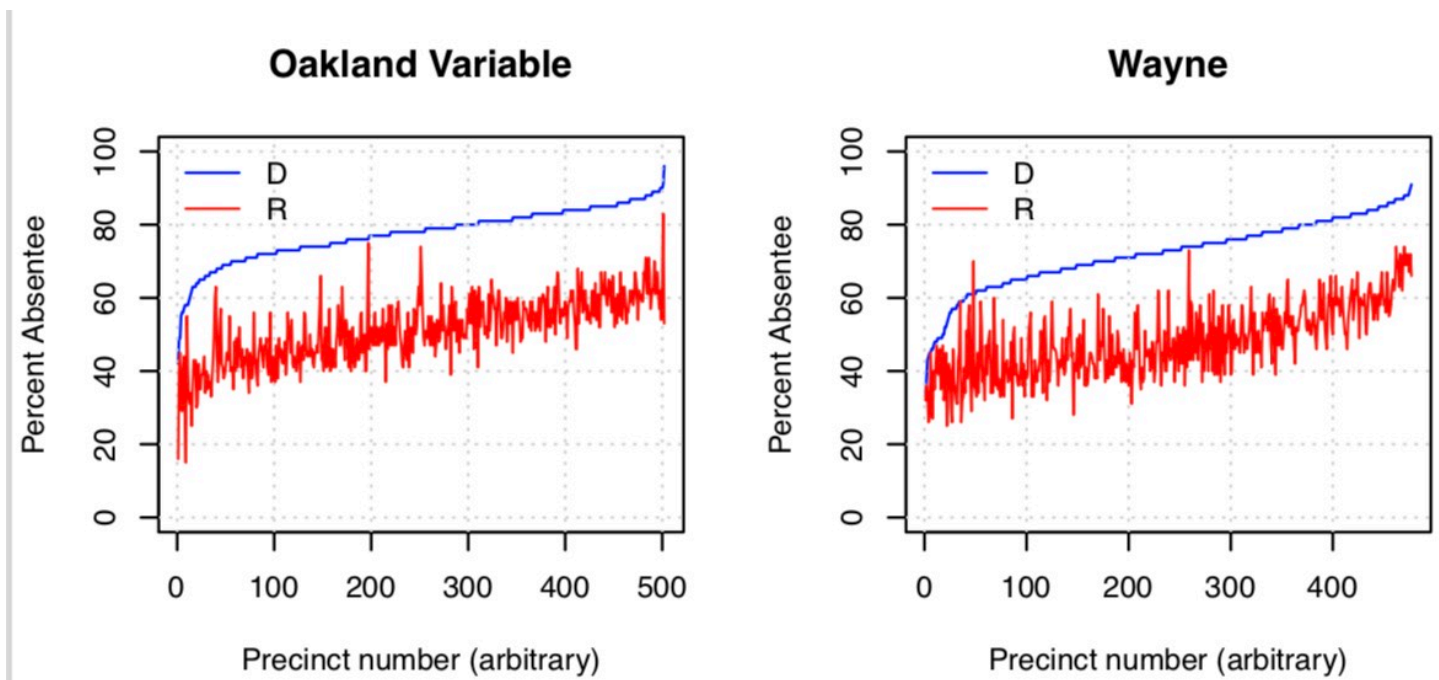 Oakland Variable
Percent Absentee
100
80
60
40
20
0
D
R
0 100 200 300 400 500
Precinct number (arbitrary)
Wayne
Percent Absentee
100
80
60
40
20
0
D
R
0 100 200 300 400
Precinct number (arbitrary)